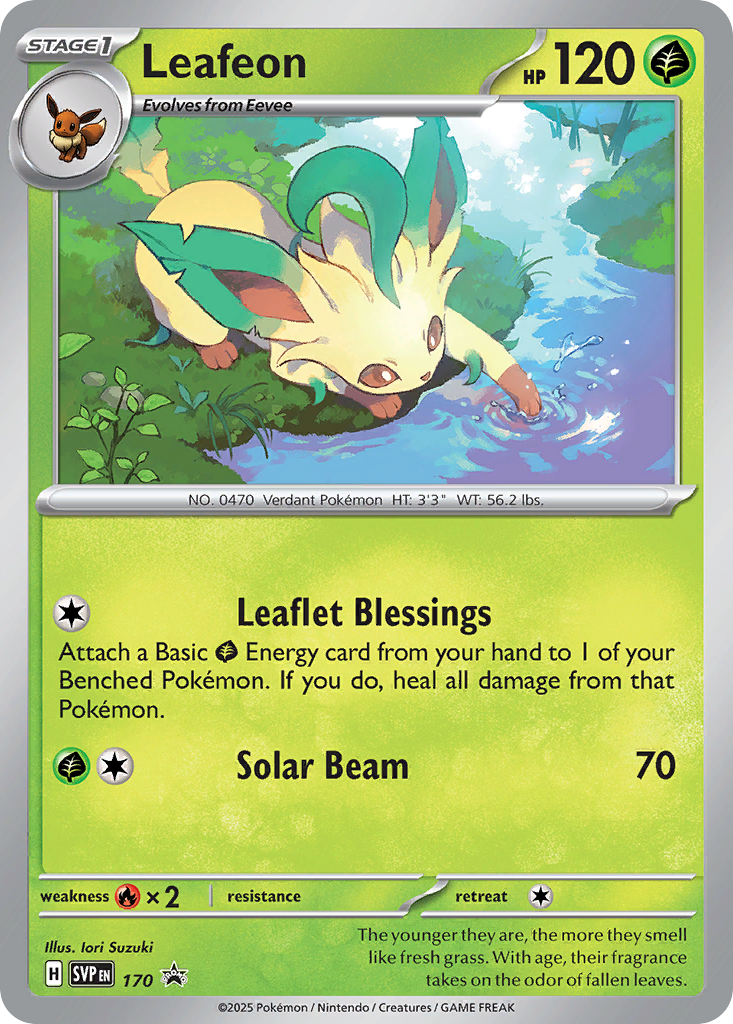 STAGE 1
Leafeon
HP 120
Evolves from Eevee
NO. 0470 Verdant Pokémon HT: 3'3" WT: 56.2 lbs.
Leaflet Blessings
Attach a Basic Energy card from your hand to 1 of your
Benched Pokémon. If you do, heal all damage from that
Pokémon.
Solar Beam 70
weakness ×2 resistance retreat
Illus. Iori Suzuki
H SVP EN 170
The younger they are, the more they smell
like fresh grass. With age, their fragrance
takes on the odor of fallen leaves.
©2025 Pokémon / Nintendo / Creatures / GAME FREAK